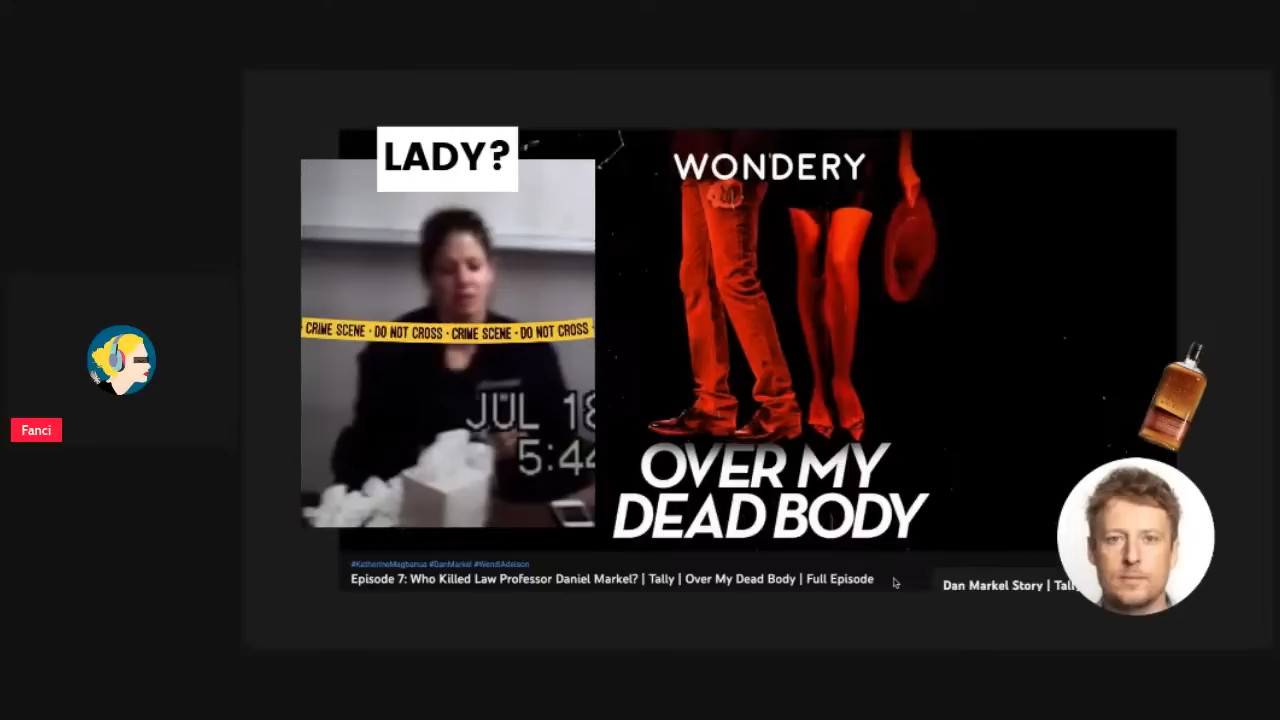 LADY?
WONDERY
CRIME SCENE · DO NOT CROSS · CRIME SCENE · DO NOT CROSS ·
JUL 18
5:44
OVER MY
DEAD BODY
Fanci
#KatherineMagbanua #DanMarkel #WendiAdelson
Episode 7: Who Killed Law Professor Daniel Markel? | Tally | Over My Dead Body | Full Episode
Dan Markel Story | Tally